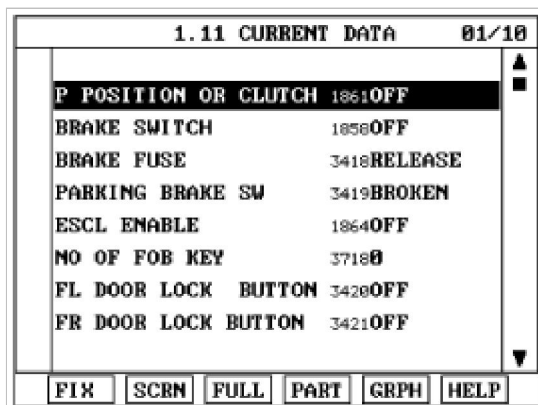 1.11 CURRENT DATA 01/10
P POSITION OR CLUTCH 1861OFF
BRAKE SWITCH 1858OFF
BRAKE FUSE 3418RELEASE
PARKING BRAKE SW 3419BROKEN
ESCL ENABLE 1864OFF
NO OF FOB KEY 37180
FL DOOR LOCK BUTTON 3420OFF
FR DOOR LOCK BUTTON 3421OFF
FIX SCRN FULL PART GRPH HELP